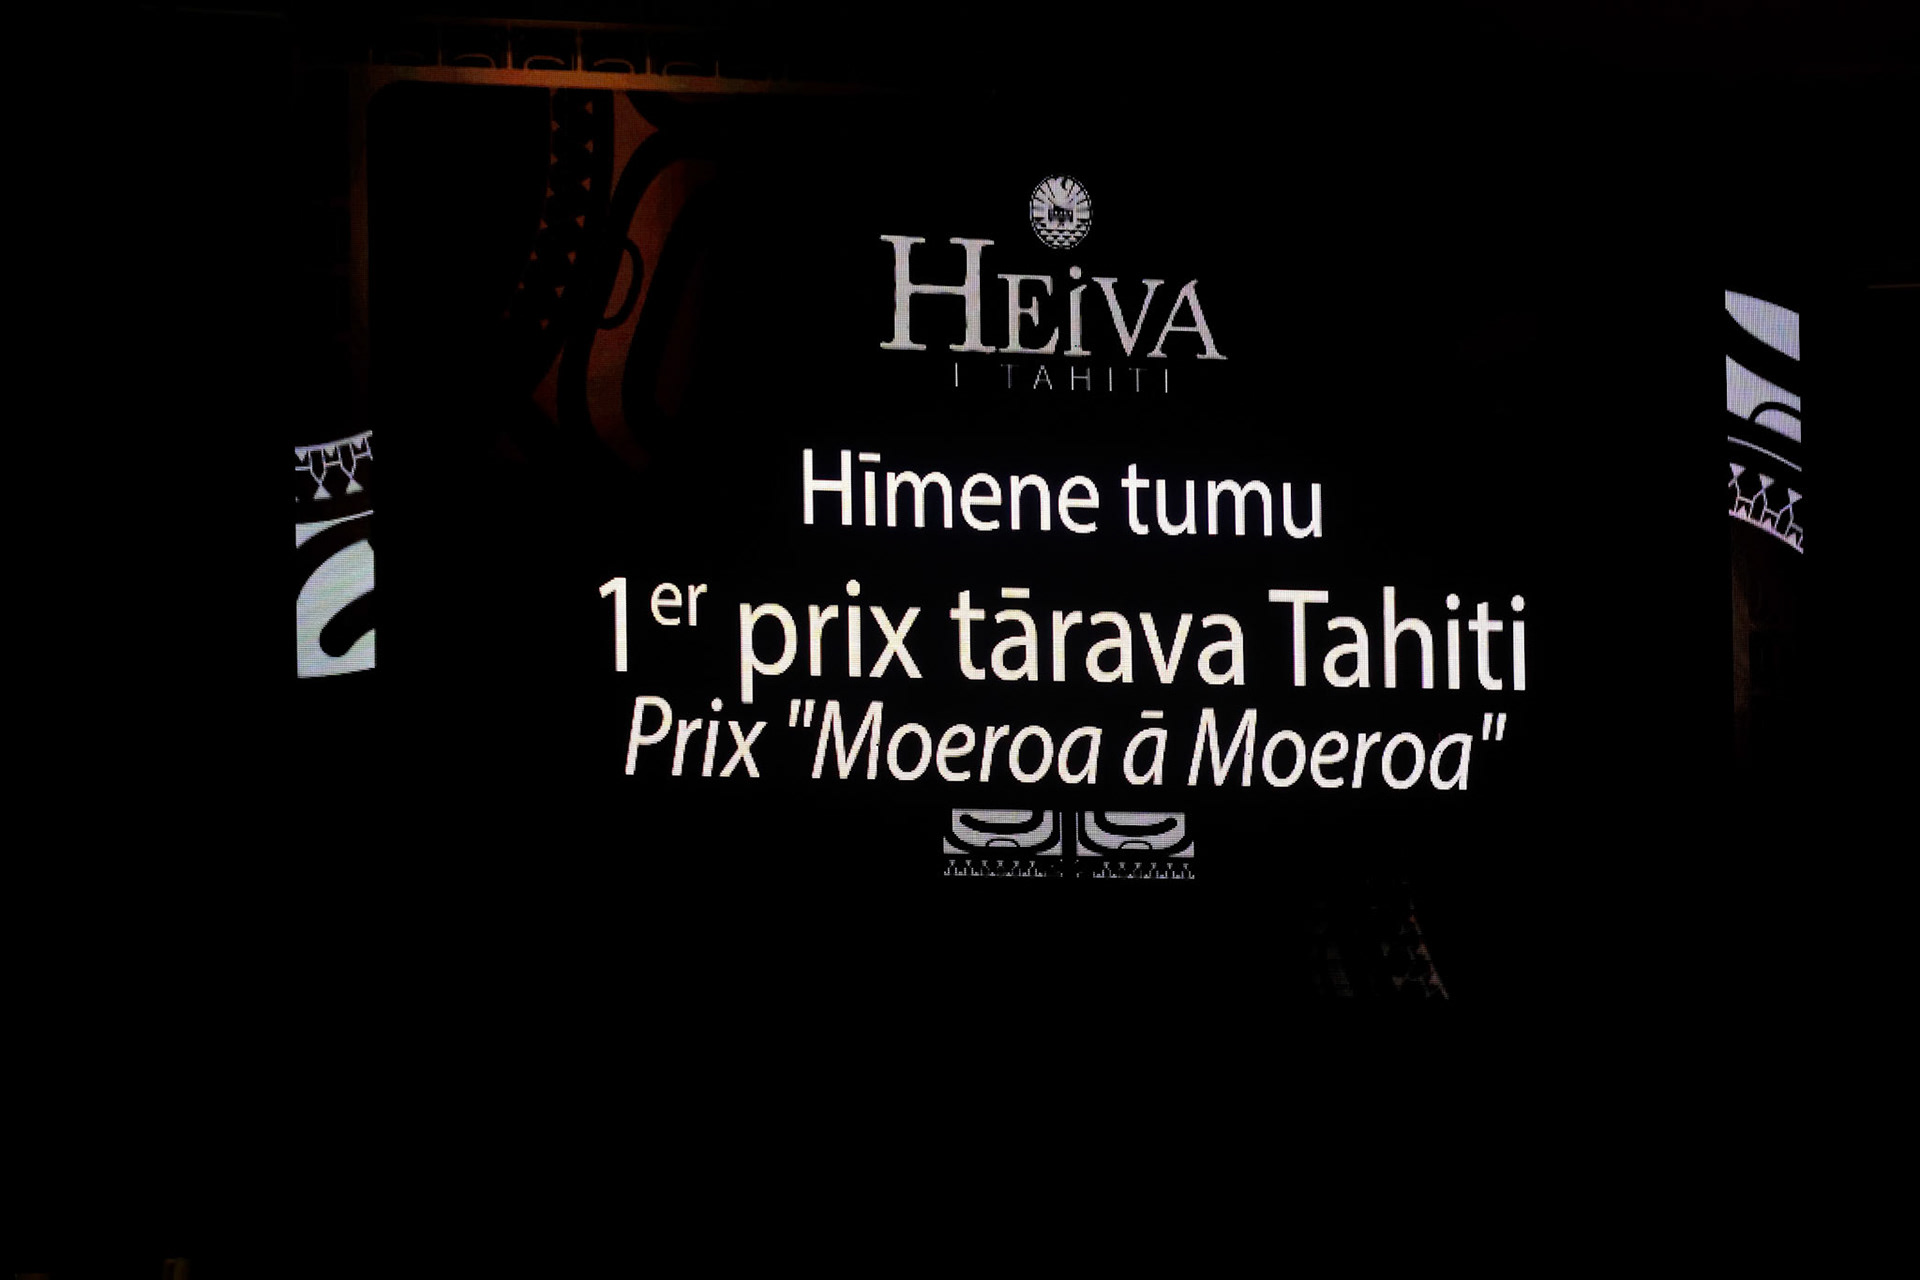 HEiVA
I TAHITI
Hīmene tumu
1er prix tārava Tahiti
Prix "Moeroa ā Moeroa"